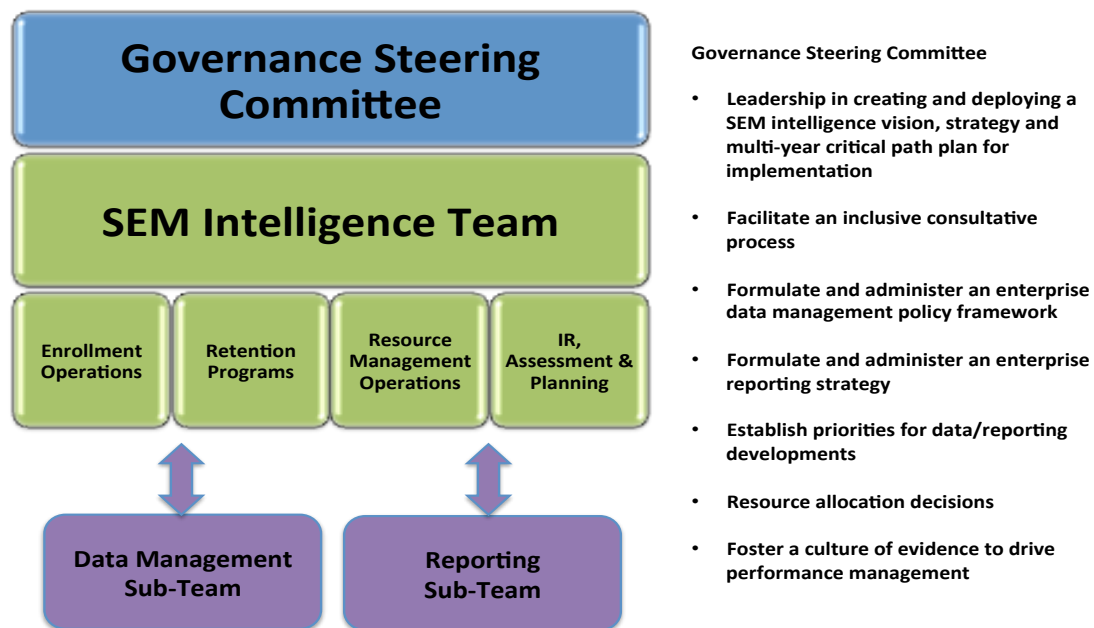 Governance Steering
Committee
SEM Intelligence Team
Enrollment
Operations
Retention
Programs
Resource
Management
Operations
IR,
Assessment &
Planning
Data Management
Sub-Team
Reporting
Sub-Team
Governance Steering Committee
• Leadership in creating and deploying a
SEM intelligence vision, strategy and
multi-year critical path plan for
implementation
• Facilitate an inclusive consultative
process
• Formulate and administer an enterprise
data management policy framework
• Formulate and administer an enterprise
reporting strategy
• Establish priorities for data/reporting
developments
• Resource allocation decisions
• Foster a culture of evidence to drive
performance management